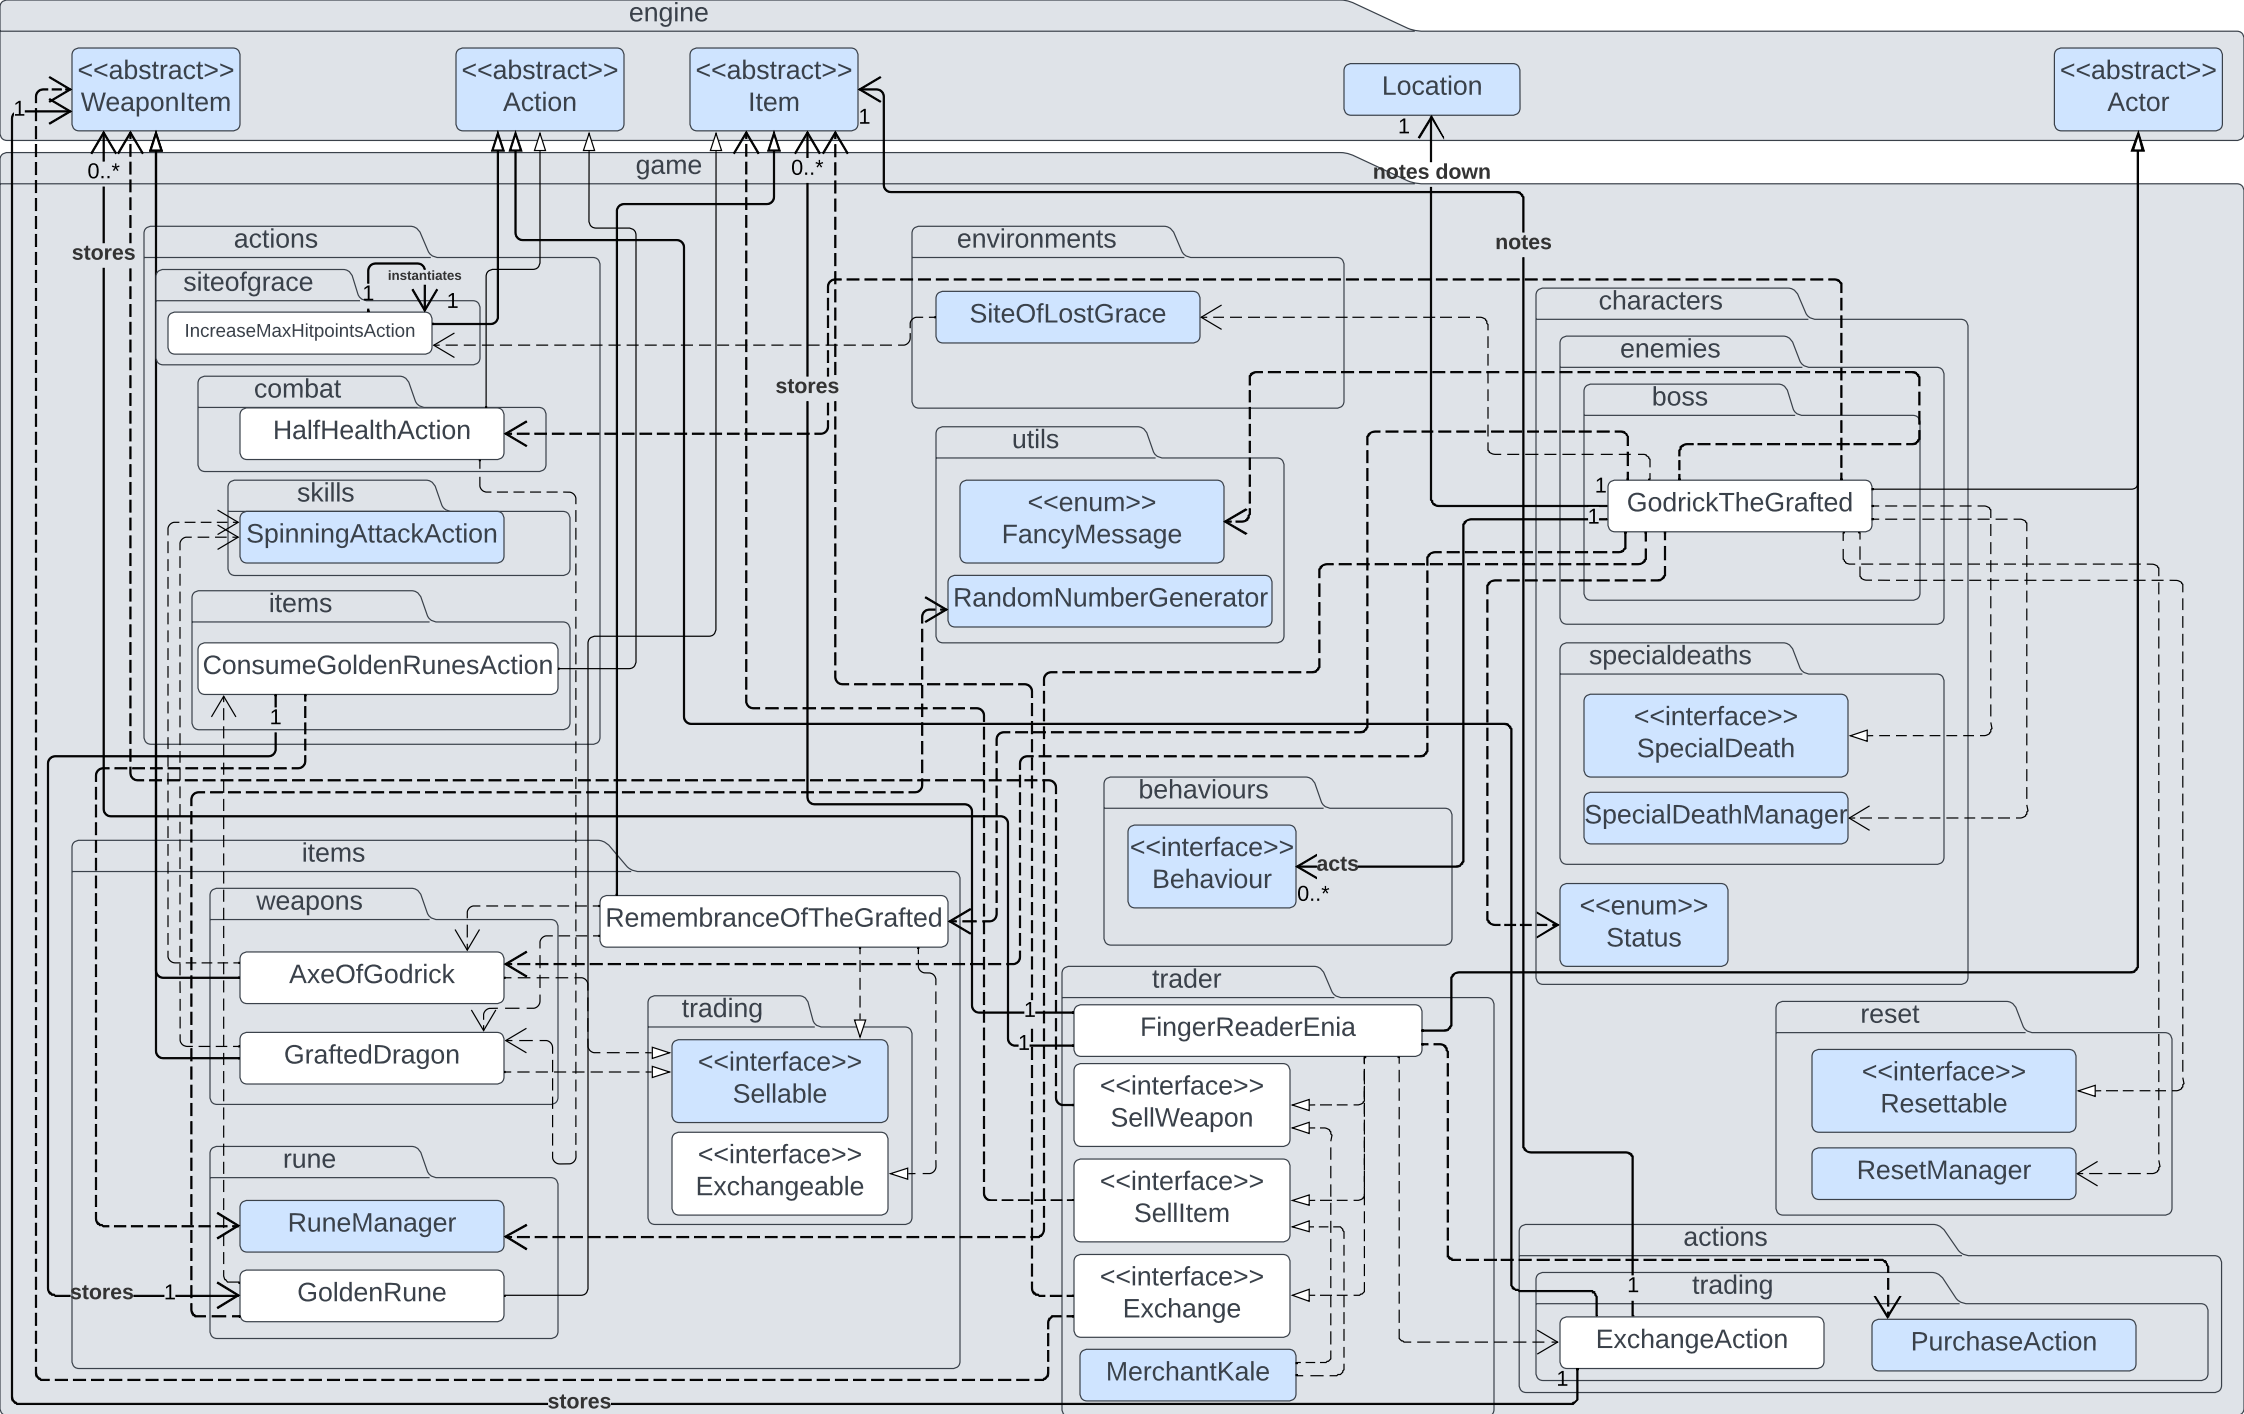 engine
<<abstract>>
WeaponItem
<<abstract>>
Action
<<abstract>>
Item
Location
<<abstract>>
Actor
1
1
1
0..*
0..*
game
notes down
stores
notes
actions
siteofgrace
instantiates
1
1
IncreaseMaxHitpointsAction
combat
HalfHealthAction
skills
SpinningAttackAction
items
ConsumeGoldenRunesAction
1
stores
environments
SiteOfLostGrace
utils
<<enum>>
FancyMessage
RandomNumberGenerator
characters
enemies
boss
1
1
GodrickTheGrafted
specialdeaths
<<interface>>
SpecialDeath
SpecialDeathManager
<<enum>>
Status
behaviours
<<interface>>
Behaviour
acts
0..*
items
weapons
RemembranceOfTheGrafted
AxeOfGodrick
GraftedDragon
trading
<<interface>>
Sellable
<<interface>>
Exchangeable
rune
RuneManager
GoldenRune
stores
1
trader
1
1
FingerReaderEnia
<<interface>>
SellWeapon
<<interface>>
SellItem
<<interface>>
Exchange
MerchantKale
reset
<<interface>>
Resettable
ResetManager
actions
trading
1
ExchangeAction
PurchaseAction
1
stores